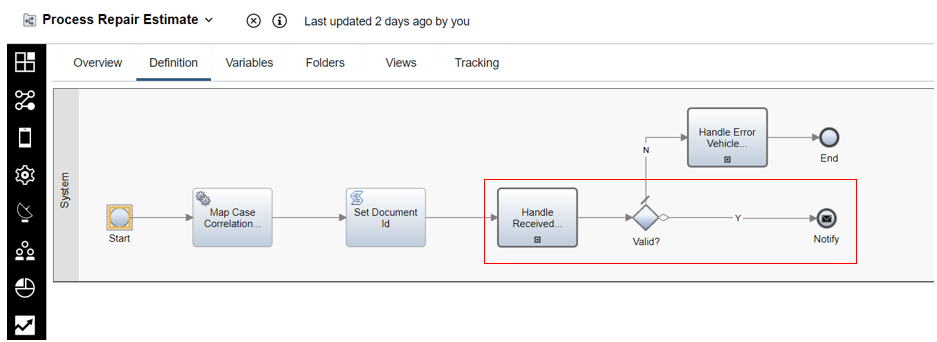 Process Repair Estimate
Last updated 2 days ago by you
Overview
Definition
Variables
Folders
Views
Tracking
System
Start
Map Case
Correlation...
Set Document
Id
Handle
Received...
Valid?
N
Handle Error
Vehicle...
End
Y
Notify